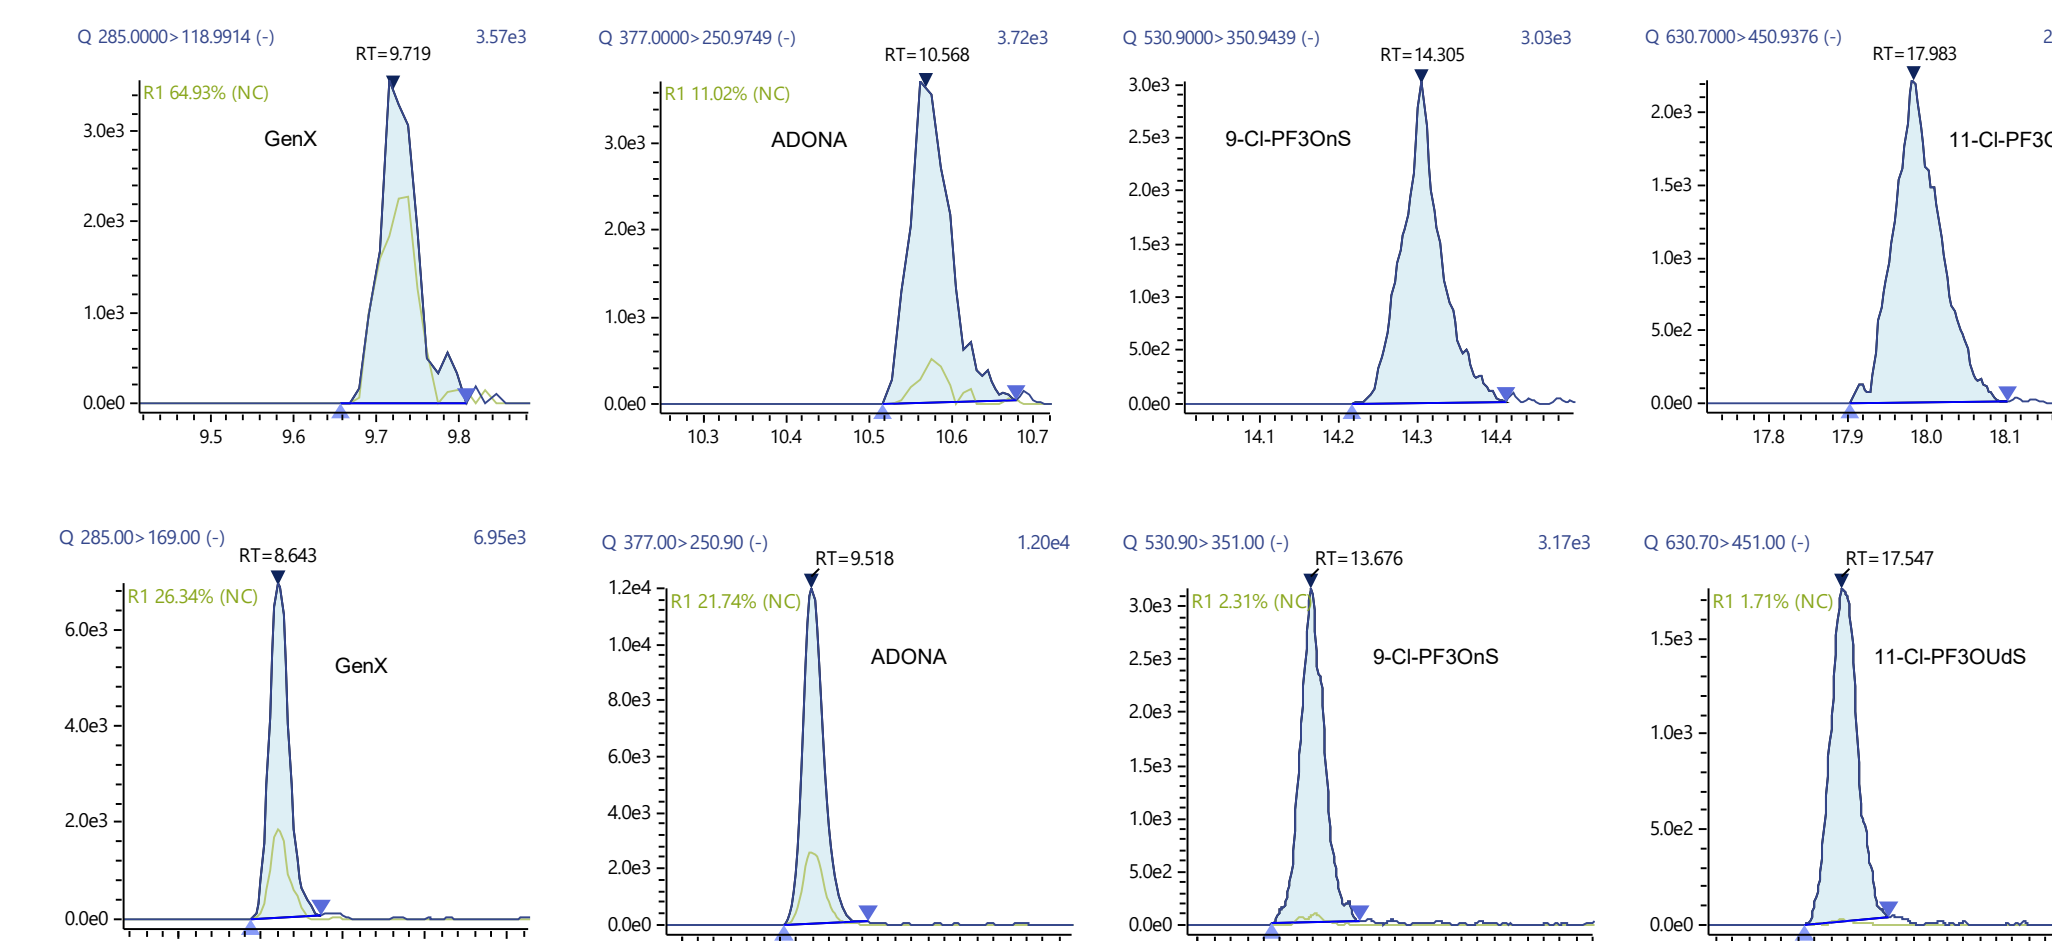 Q 285.0000>118.9914 (-) 3.57e3
RT=9.719
R1 64.93% (NC)
GenX
3.0e3
2.0e3
1.0e3
0.0e0
9.5 9.6 9.7 9.8
Q 377.0000>250.9749 (-) 3.72e3
RT=10.568
R1 11.02% (NC)
ADONA
3.0e3
2.0e3
1.0e3
0.0e0
10.3 10.4 10.5 10.6 10.7
Q 530.9000>350.9439 (-) 3.03e3
RT=14.305
9-Cl-PF3OnS
3.0e3
2.5e3
2.0e3
1.5e3
1.0e3
5.0e2
0.0e0
14.1 14.2 14.3 14.4
Q 630.7000>450.9376 (-) 2
RT=17.983
11-Cl-PF3O
2.0e3
1.5e3
1.0e3
5.0e2
0.0e0
17.8 17.9 18.0 18.1
Q 285.00>169.00 (-) 6.95e3
RT=8.643
R1 26.34% (NC)
GenX
6.0e3
4.0e3
2.0e3
0.0e0
Q 377.00>250.90 (-) 1.20e4
RT=9.518
R1 21.74% (NC)
ADONA
1.2e4
1.0e4
8.0e3
6.0e3
4.0e3
2.0e3
0.0e0
Q 530.90>351.00 (-) 3.17e3
RT=13.676
R1 2.31% (NC)
9-Cl-PF3OnS
3.0e3
2.5e3
2.0e3
1.5e3
1.0e3
5.0e2
0.0e0
Q 630.70>451.00 (-)
RT=17.547
R1 1.71% (NC)
11-Cl-PF3OUdS
1.5e3
1.0e3
5.0e2
0.0e0